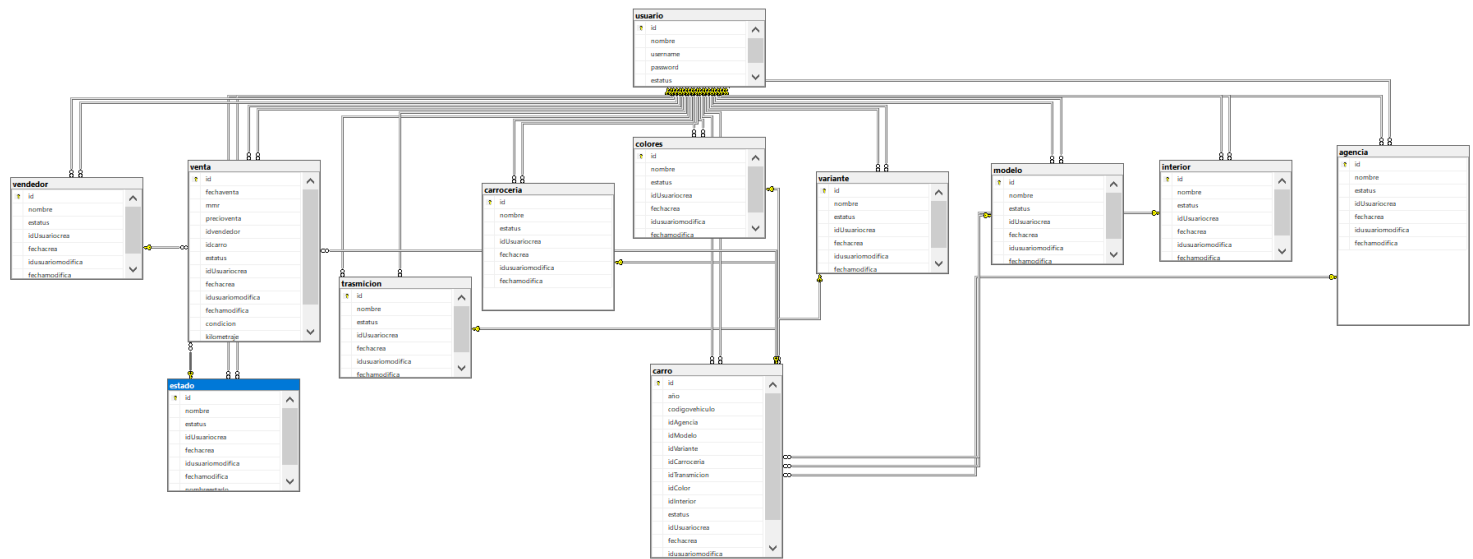 usuario
id
nombre
username
password
estatus
vendedor
id
nombre
estatus
idUsuariocrea
fechacrea
idusuariomodifica
fechamodifica
venta
id
fechaventa
mmr
precioventa
idvendedor
idcarro
estatus
idUsuariocrea
fechacrea
idusuariomodifica
fechamodifica
condicion
kilometraje
estado
id
nombre
estatus
idUsuariocrea
fechacrea
idusuariomodifica
fechamodifica
nombreestado
trasmicion
id
nombre
estatus
idUsuariocrea
fechacrea
idusuariomodifica
fechamodifica
carroceria
id
nombre
estatus
idUsuariocrea
fechacrea
idusuariomodifica
fechamodifica
colores
id
nombre
estatus
idUsuariocrea
fechacrea
idusuariomodifica
fechamodifica
carro
id
año
codigovehiculo
idAgencia
idModelo
idVariante
idCarroceria
idTransmicion
idColor
idInterior
estatus
idUsuariocrea
fechacrea
idusuariomodifica
variante
id
nombre
estatus
idUsuariocrea
fechacrea
idusuariomodifica
fechamodifica
modelo
id
nombre
estatus
idUsuariocrea
fechacrea
idusuariomodifica
fechamodifica
interior
id
nombre
estatus
idUsuariocrea
fechacrea
idusuariomodifica
fechamodifica
agencia
id
nombre
estatus
idUsuariocrea
fechacrea
idusuariomodifica
fechamodifica